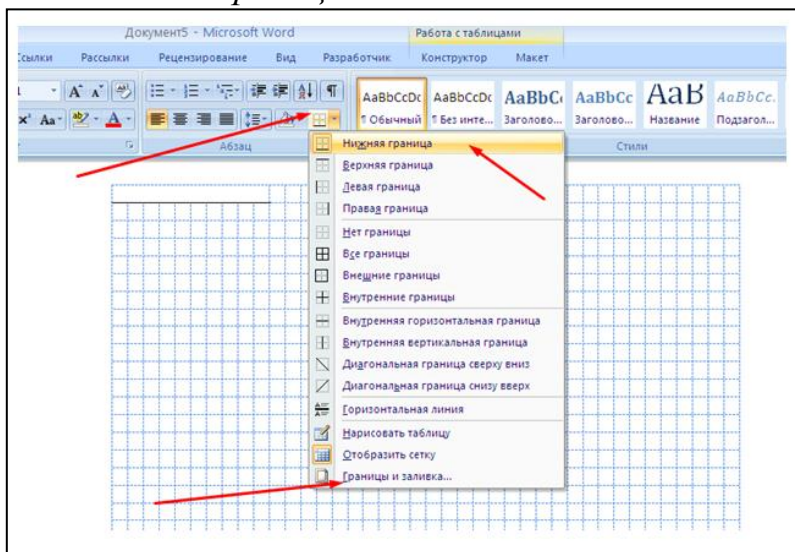 Документ5 - Microsoft Word
Работа с таблицами
Ссылки Рассылки Рецензирование Вид Разработчик Конструктор Макет
AaBbCcDc AaBbCcDc AaBbC AaBbCc AaB AaBbCc.
¶ Обычный ¶ Без инте... Заголово... Заголово... Название Подзагол...
Абзац
Стили
Нижняя граница
Верхняя граница
Левая граница
Правая граница
Нет границы
Все границы
Внешние границы
Внутренние границы
Внутренняя горизонтальная граница
Внутренняя вертикальная граница
Диагональная граница сверху вниз
Диагональная граница снизу вверх
Горизонтальная линия
Нарисовать таблицу
Отобразить сетку
Границы и заливка...